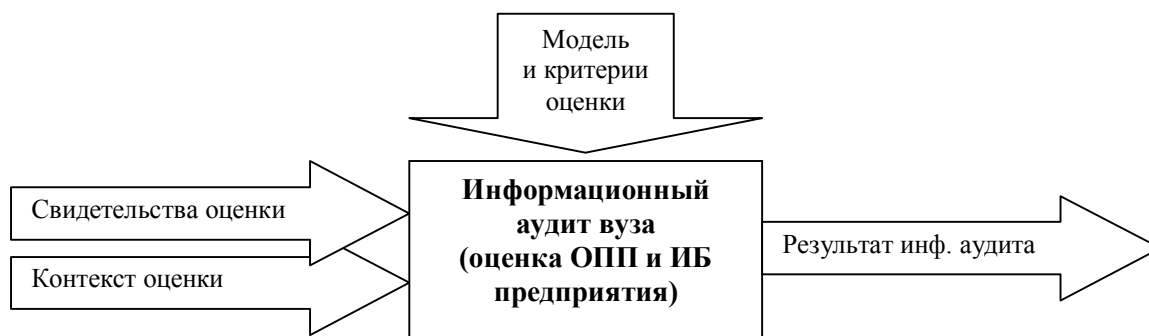 Модель
и критерии
оценки
Свидетельства оценки
Контекст оценки
Информационный
аудит вуза
(оценка ОПП и ИБ
предприятия)
Результат инф. аудита